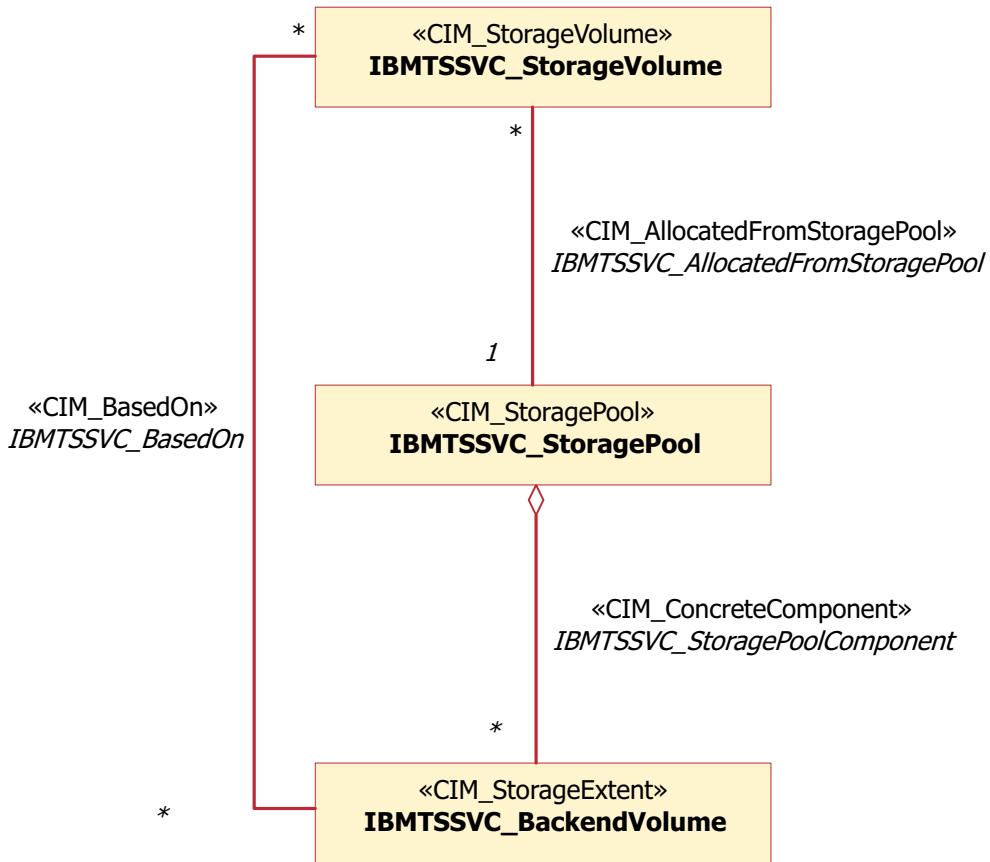 *
«CIM_StorageVolume»
IBMTSSVC_StorageVolume
*
«CIM_AllocatedFromStoragePool»
IBMTSSVC_AllocatedFromStoragePool
1
«CIM_BasedOn»
IBMTSSVC_BasedOn
«CIM_StoragePool»
IBMTSSVC_StoragePool
«CIM_ConcreteComponent»
IBMTSSVC_StoragePoolComponent
*
*
«CIM_StorageExtent»
IBMTSSVC_BackendVolume